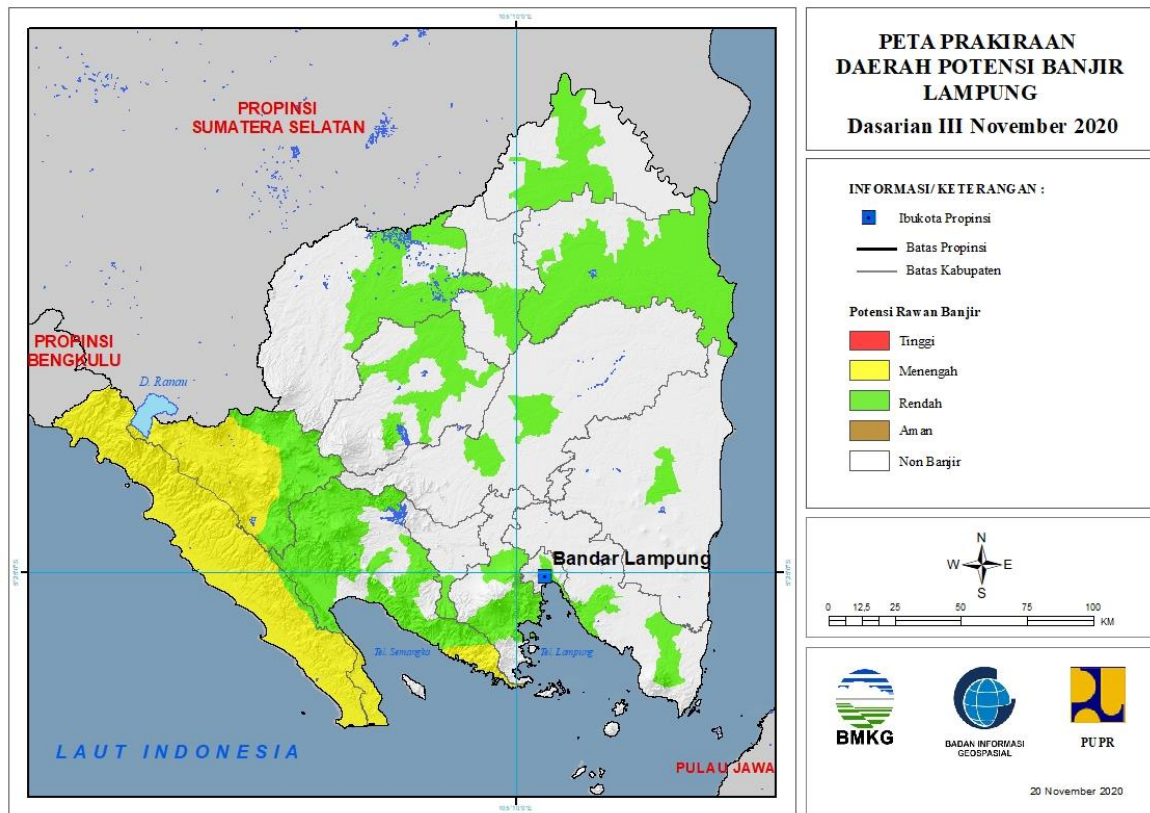 PETA PRAKIRAAN
DAERAH POTENSI BANJIR
LAMPUNG
Dasarian III November 2020
INFORMASI/ KETERANGAN :
Ibukota Propinsi
Batas Propinsi
Batas Kabupaten
Potensi Rawan Banjir
Tinggi
Menengah
Rendah
Aman
Non Banjir
N
W E
S
0 12,5 25 50 75 100
KM
BMKG
BADAN INFORMASI
GEOSPASIAL
PUPR
20 November 2020
PROPINSI
SUMATERA SELATAN
PROPINSI
BENGKULU
D. Ranau
Bandar Lampung
Tel. Semangka
Tel. Lampung
LAUT INDONESIA
PULAU JAWA